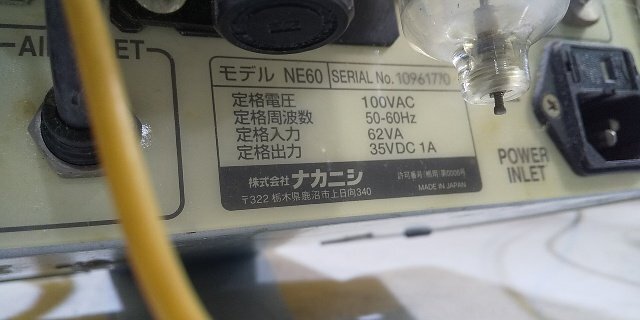 AI
LET
モデル NE60 SERIAL No. 10961770
定格電圧 100VAC
定格周波数 50-60Hz
定格入力 62VA
定格出力 35VDC 1A
株式会社 ナカニシ
〒322 栃木県鹿沼市上日向340
MADE IN JAPAN
POWER
INLET